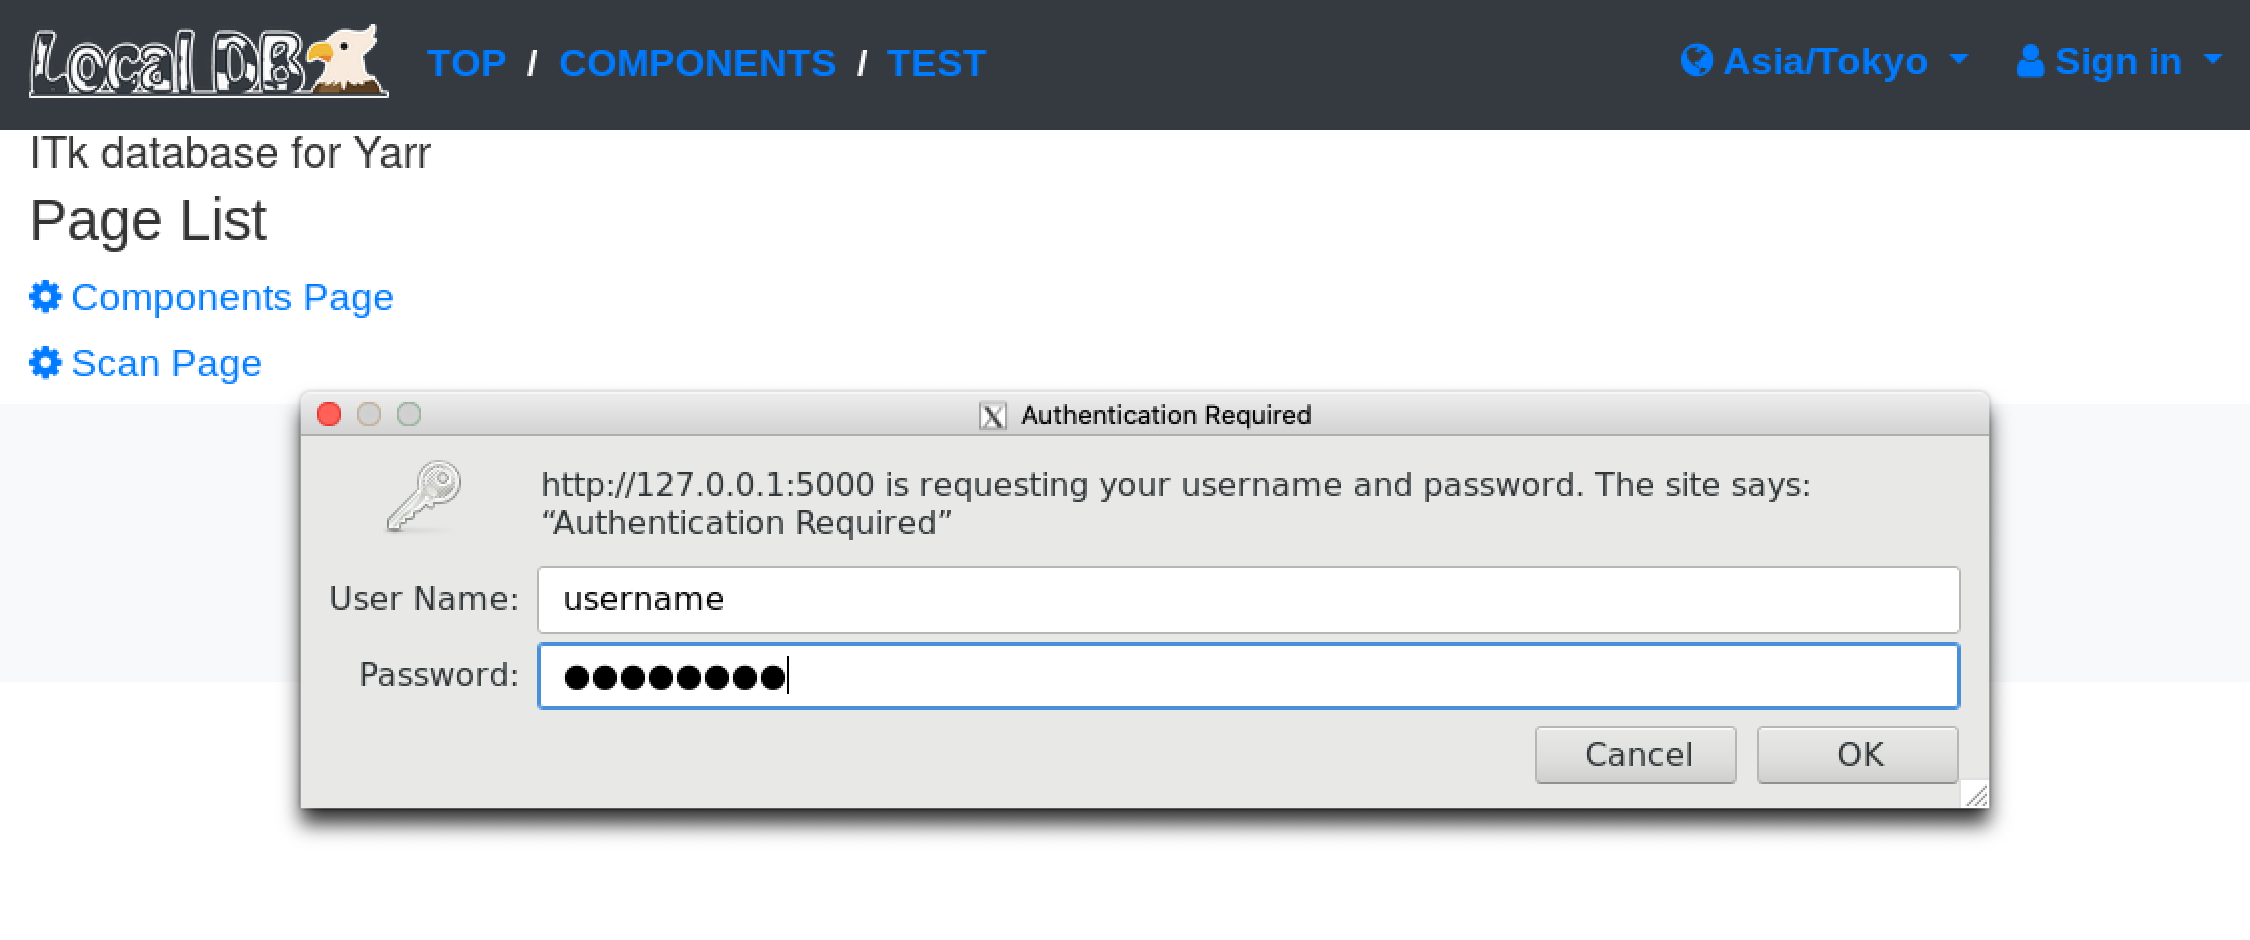 Local DB TOP / COMPONENTS / TEST Asia/Tokyo Sign in
ITk database for Yarr
Page List
Components Page
Scan Page
X Authentication Required
http://127.0.0.1:5000 is requesting your username and password. The site says:
“Authentication Required”
User Name: username
Password: ●●●●●●●●
Cancel OK